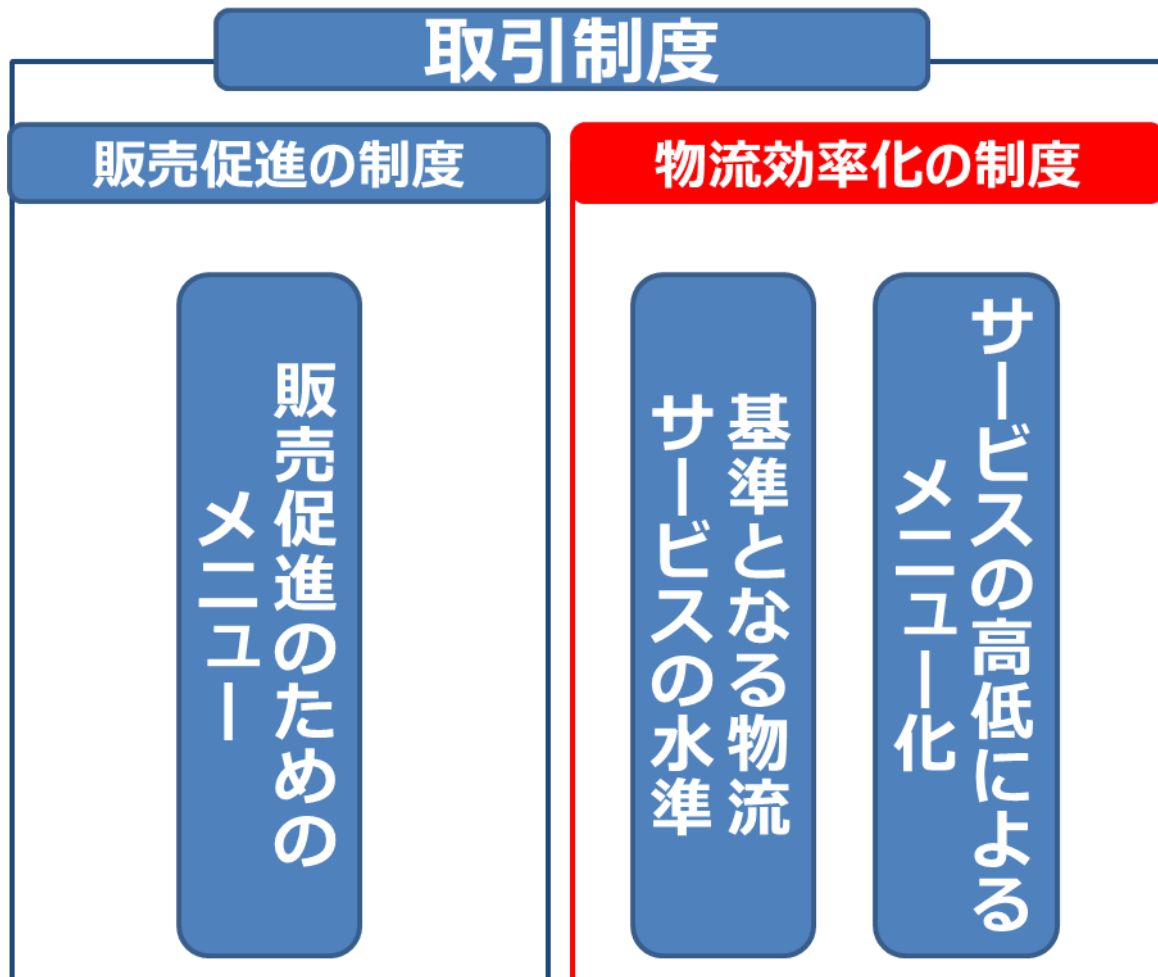 取引制度
販売促進の制度
物流効率化の制度
販売促進のための
メニュー
基準となる物流
サービスの水準
サービスの高低による
メニュー化